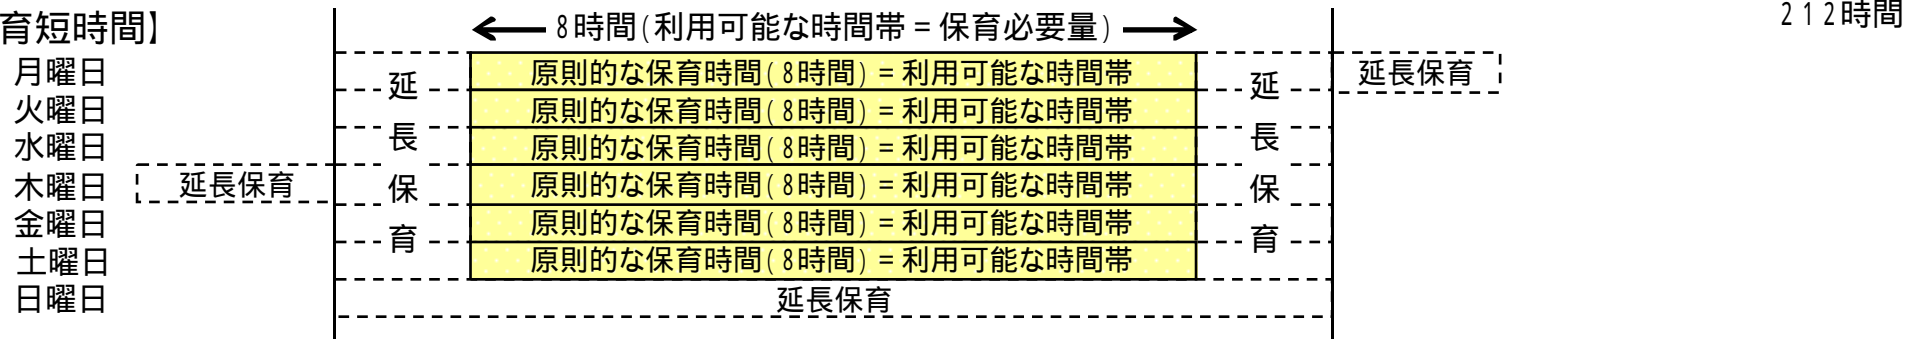 育短時間】
8時間(利用可能な時間帯=保育必要量)
212時間
月曜日
延
原則的な保育時間(8時間)=利用可能な時間帯
延
延長保育
火曜日
原則的な保育時間(8時間)=利用可能な時間帯
水曜日
長
原則的な保育時間(8時間)=利用可能な時間帯
長
木曜日
延長保育
保
原則的な保育時間(8時間)=利用可能な時間帯
保
金曜日
原則的な保育時間(8時間)=利用可能な時間帯
育
育
土曜日
原則的な保育時間(8時間)=利用可能な時間帯
日曜日
延長保育